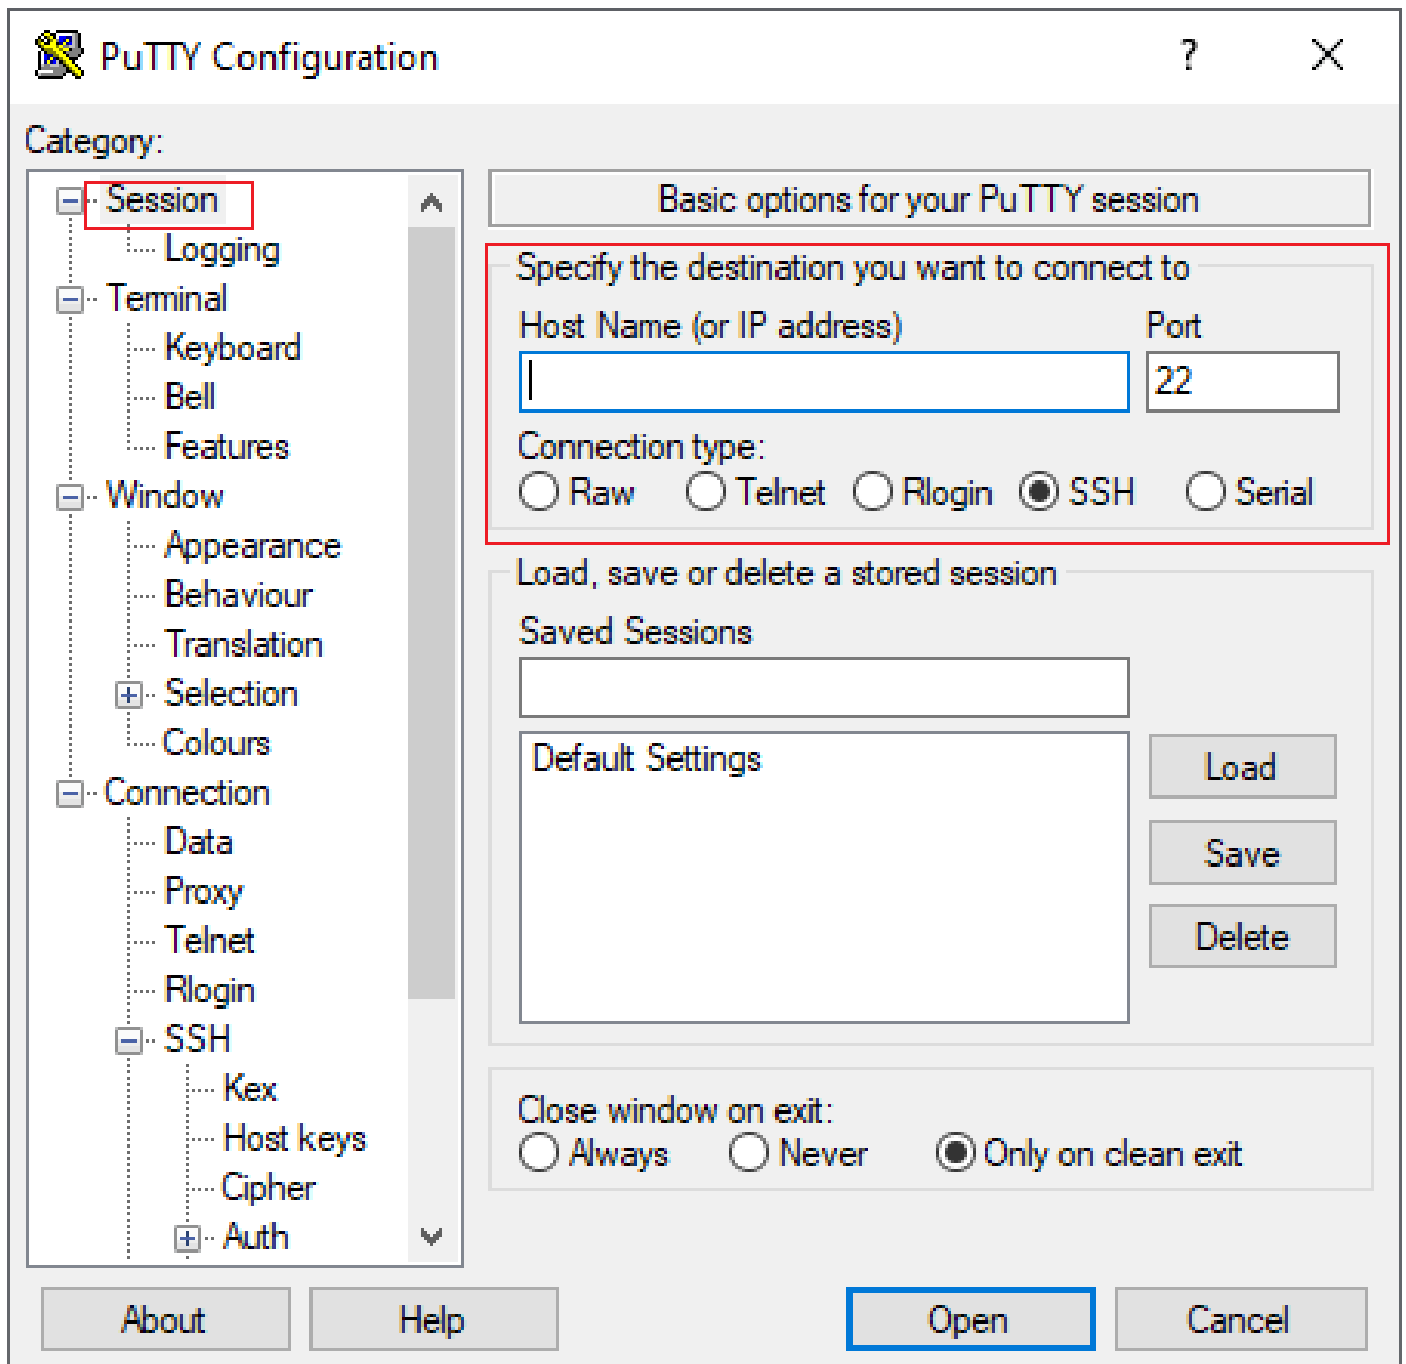 PuTTY Configuration
?
Category:
Session
Logging
Terminal
Keyboard
Bell
Features
Window
Appearance
Behaviour
Translation
Selection
Colours
Connection
Data
Proxy
Telnet
Rlogin
SSH
Kex
Host keys
Cipher
Auth
Basic options for your PuTTY session
Specify the destination you want to connect to
Host Name (or IP address) Port
22
Connection type:
Raw Telnet Rlogin SSH Serial
Load, save or delete a stored session
Saved Sessions
Default Settings
Load
Save
Delete
Close window on exit:
Always Never Only on clean exit
About Help Open Cancel